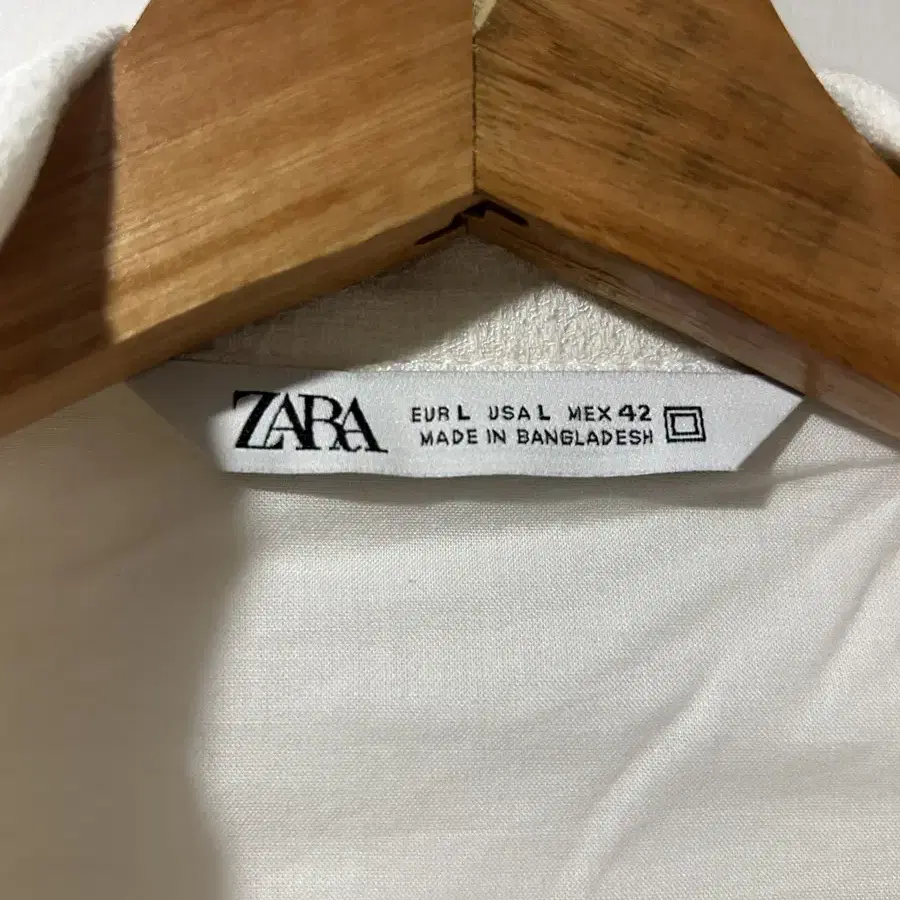 ZARA
EUR L USA L MEX 42
MADE IN BANGLADESH